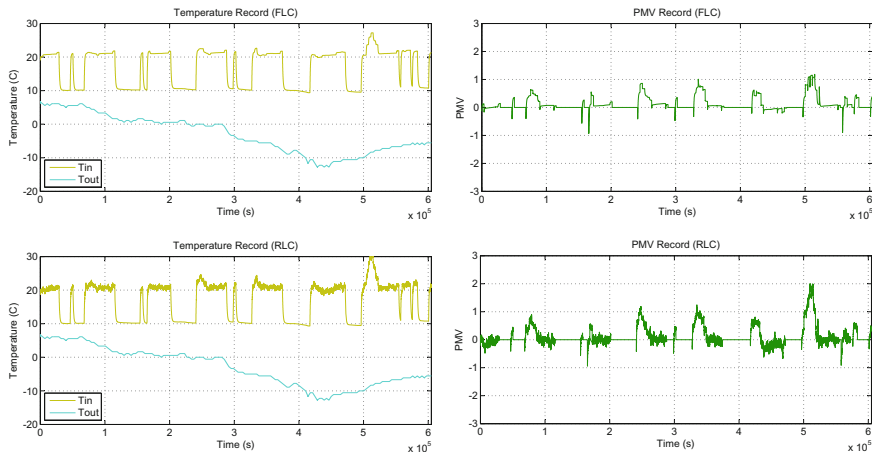 Temperature Record (FLC)
30
20
10
0
-10
-20
Temperature (C)
Tin
Tout
0
1
2
3
4
5
6
Time (s)
x 10^5
PMV Record (FLC)
3
2
1
0
-1
-2
-3
PMV
0
1
2
3
4
5
6
Time (s)
x 10^5
Temperature Record (RLC)
30
20
10
0
-10
-20
Temperature (C)
Tin
Tout
0
1
2
3
4
5
6
Time (s)
x 10^5
PMV Record (RLC)
3
2
1
0
-1
-2
-3
PMV
0
1
2
3
4
5
6
Time (s)
x 10^5